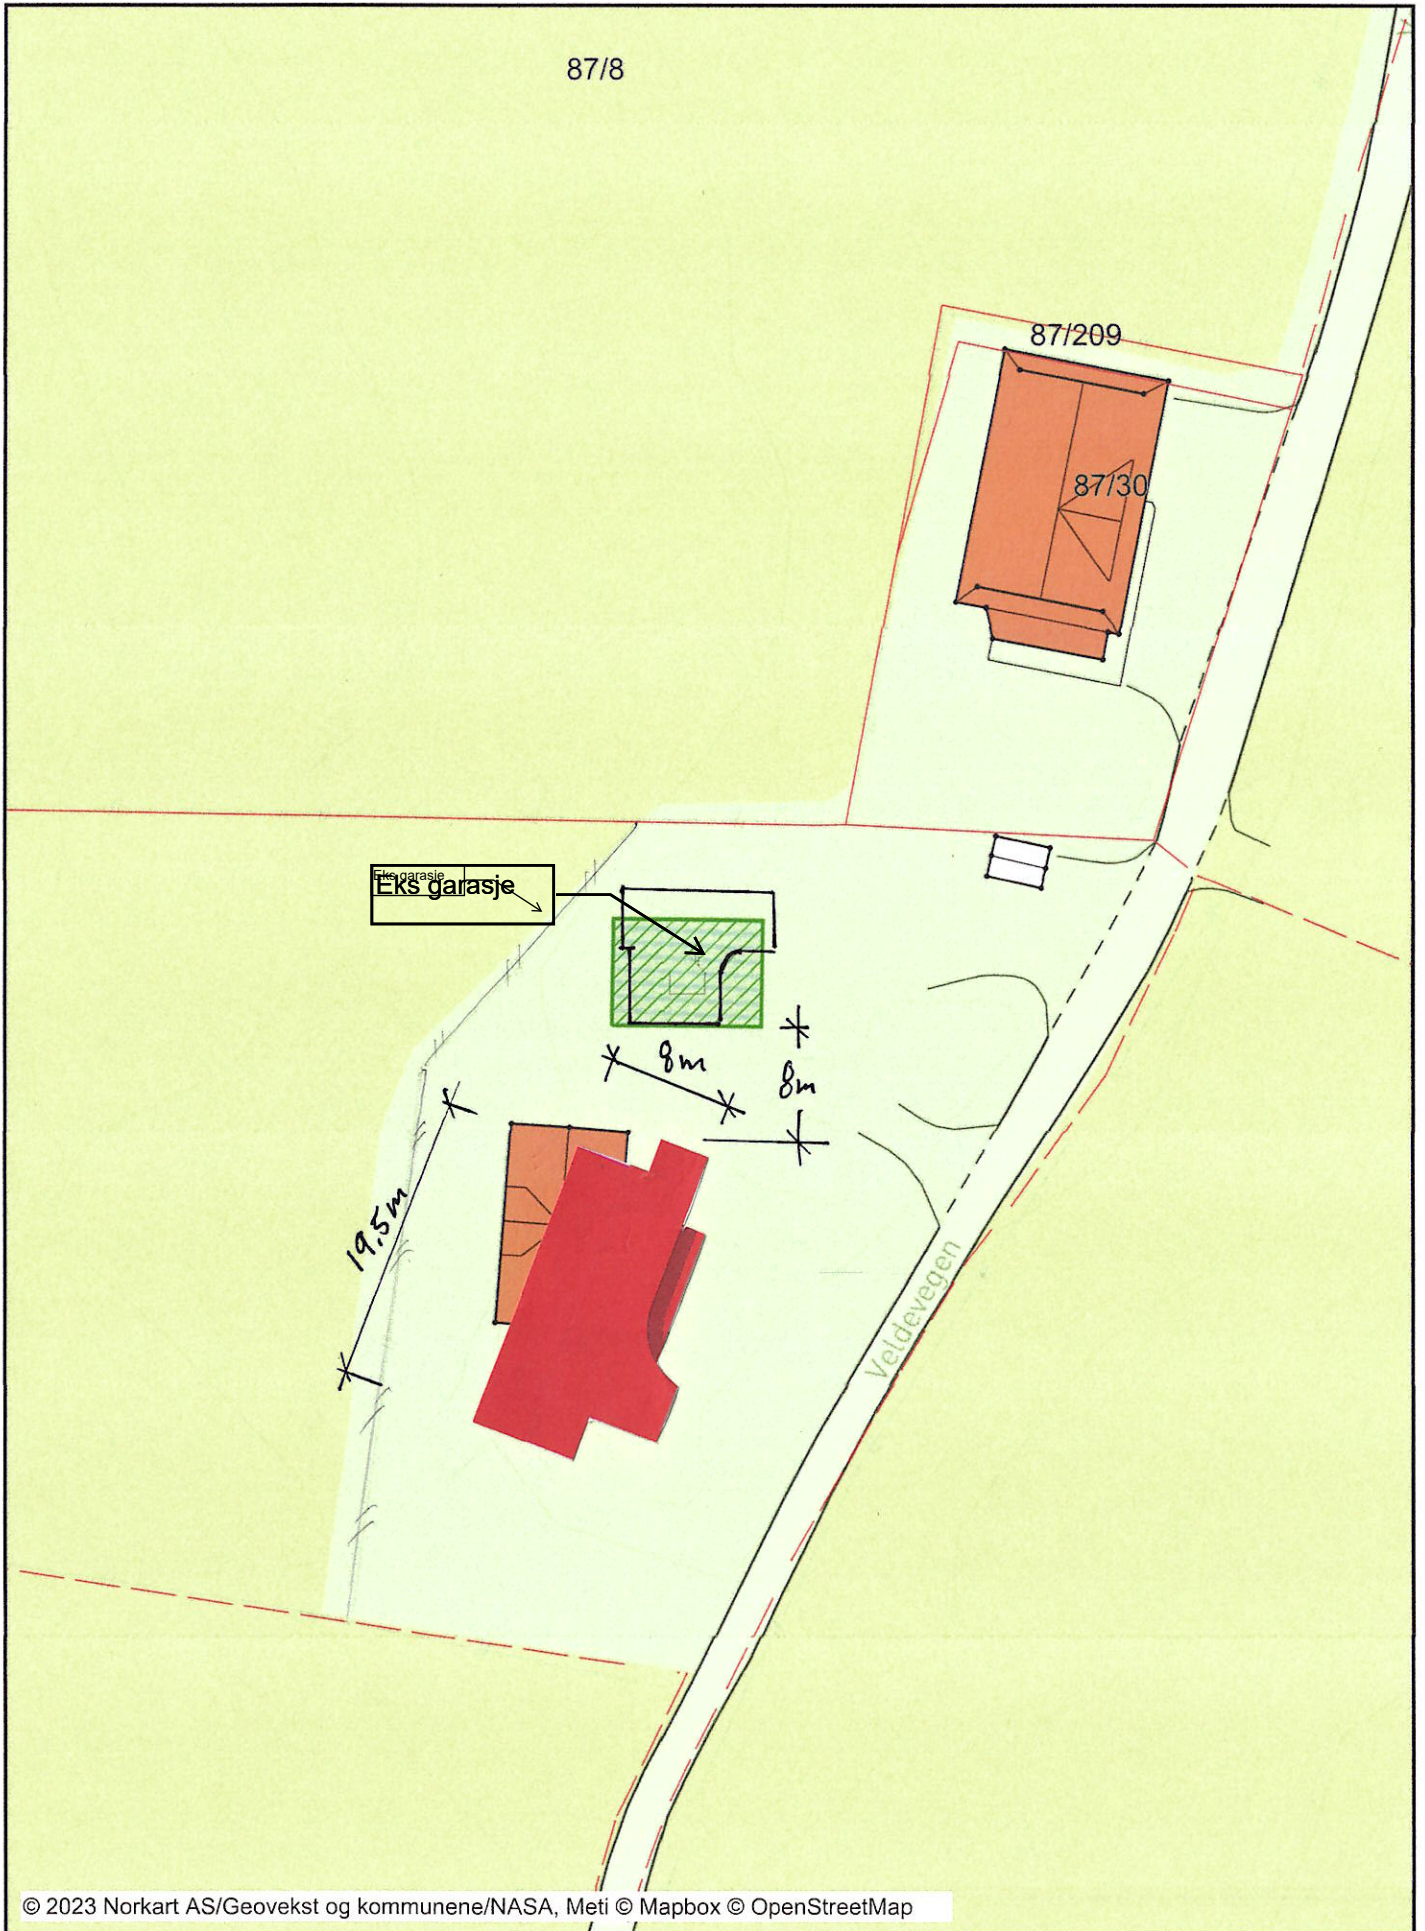 87/8
87/209
87/30
Eks garasje
Eks garasje
8m
8m
19,5m
Veldevegen
© 2023 Norkart AS/Geovekst og kommunene/NASA, Meti © Mapbox © OpenStreetMap